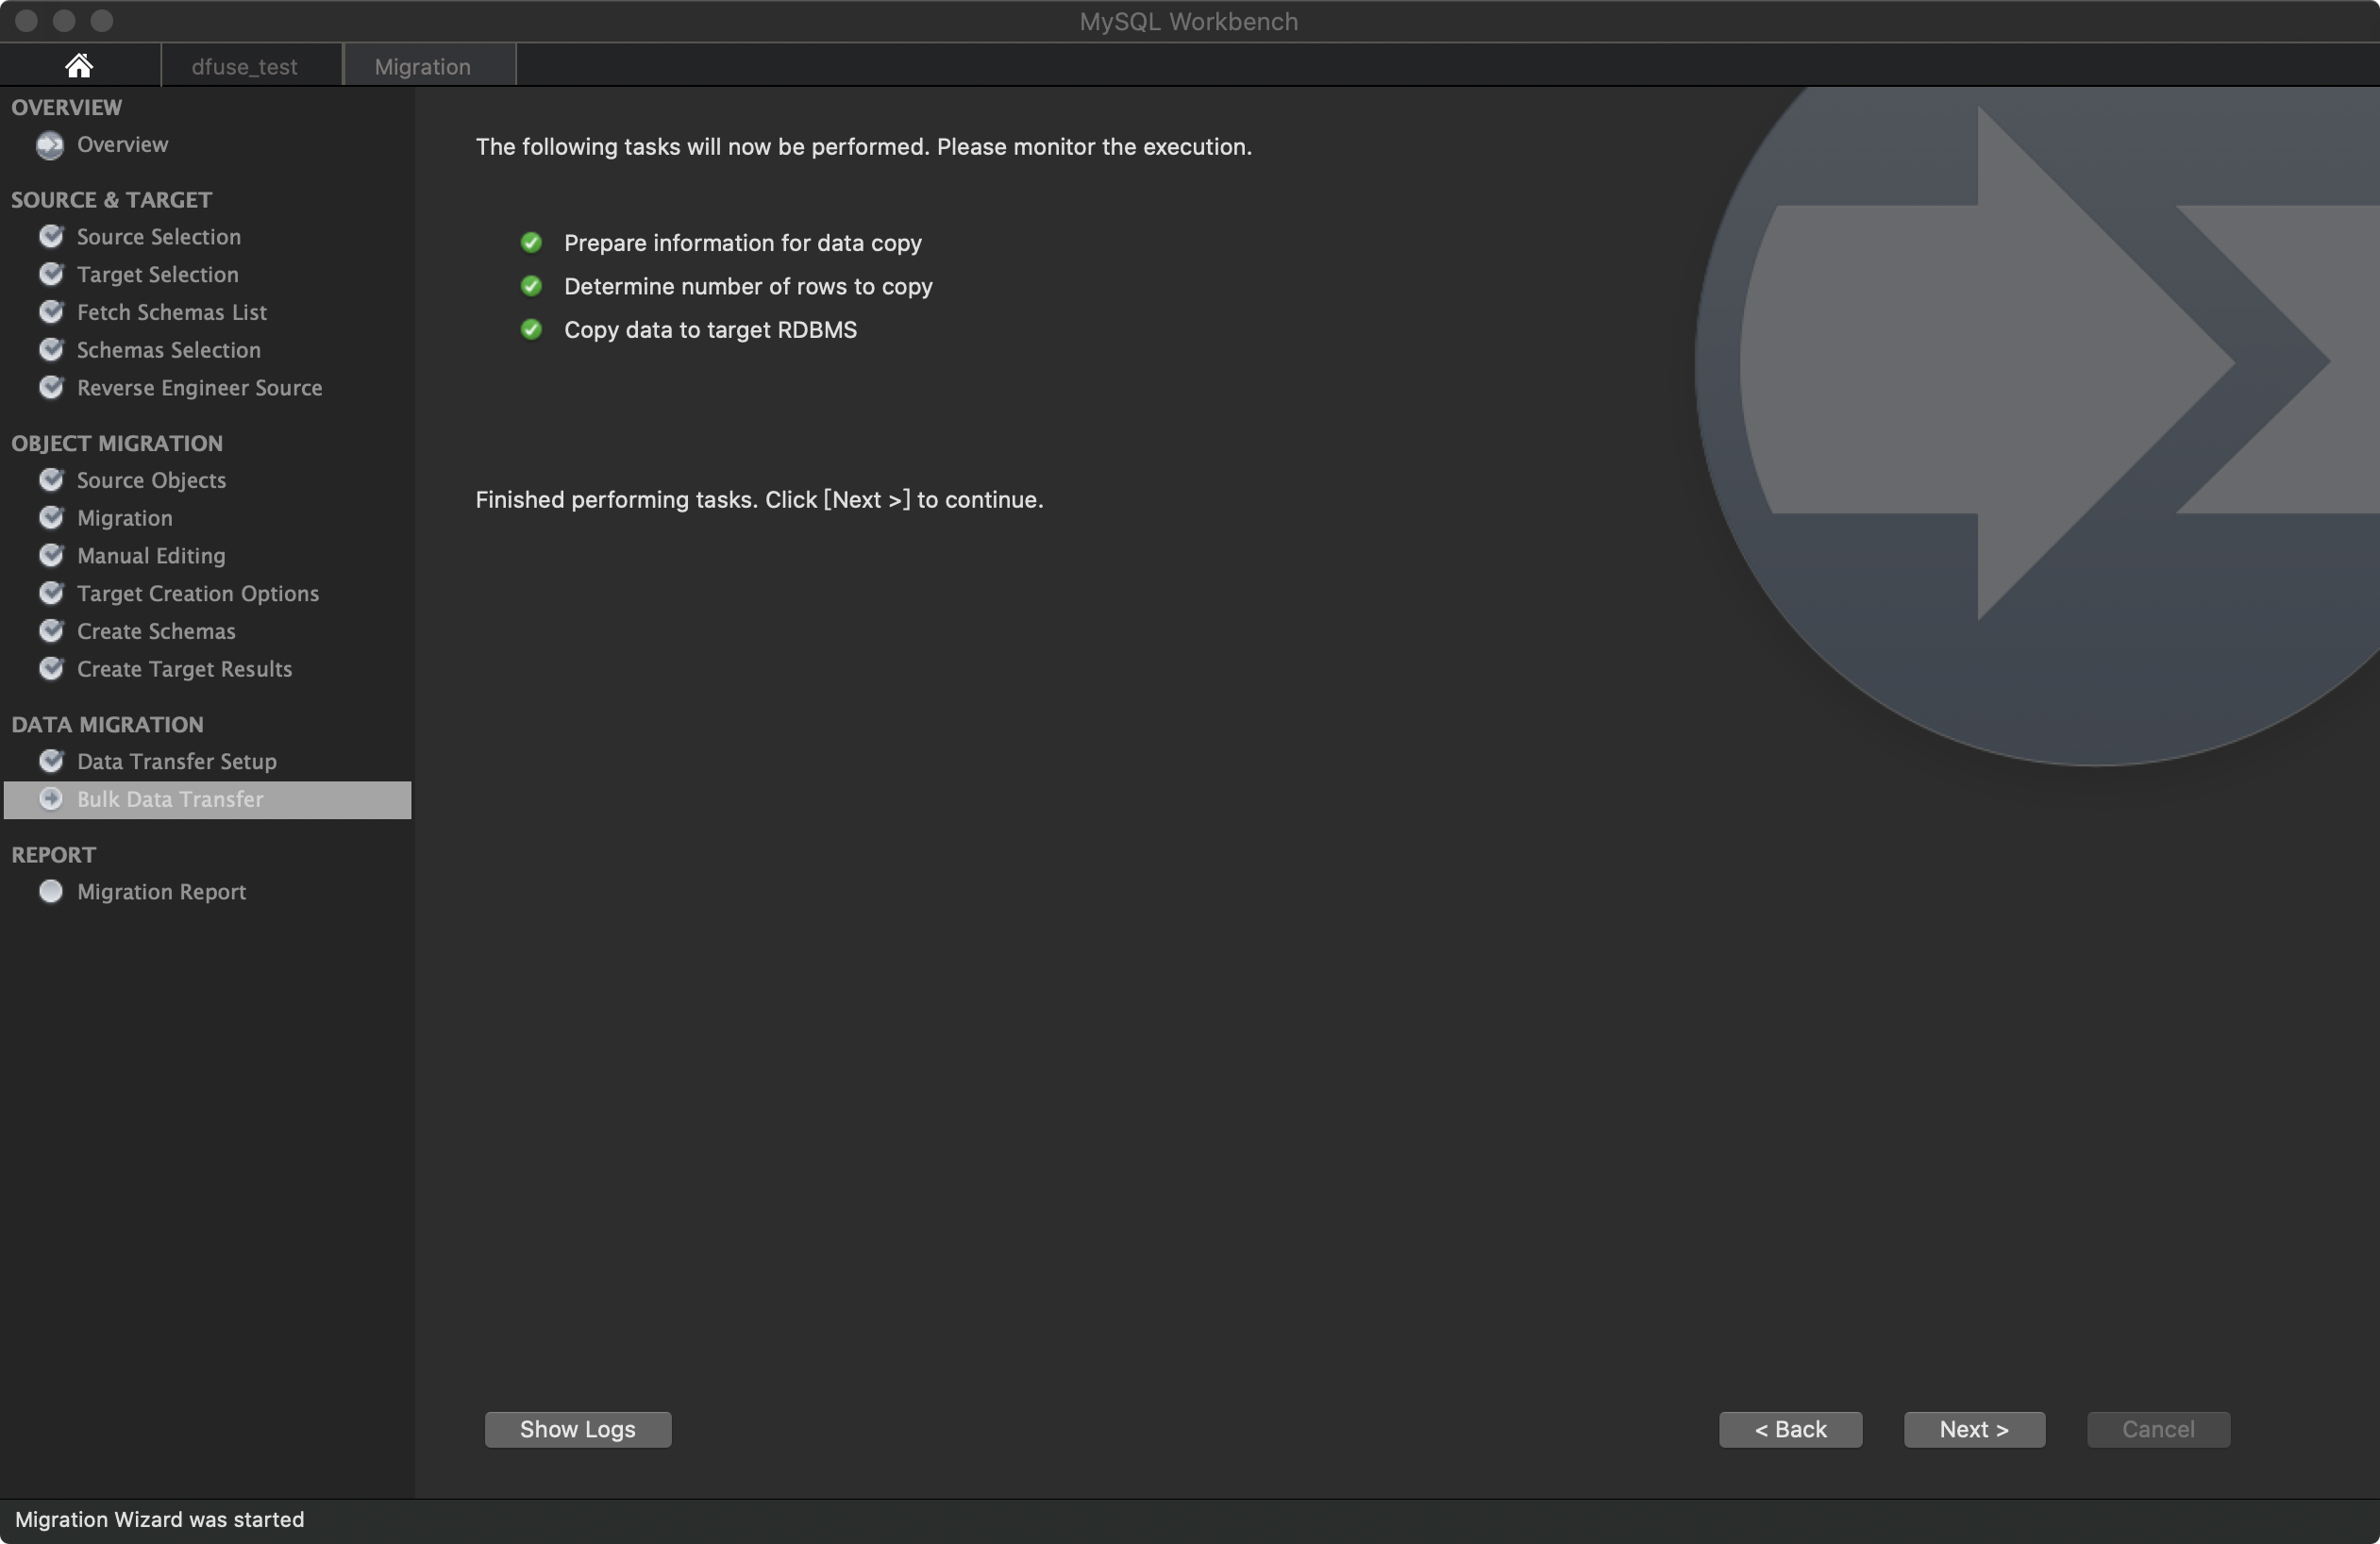 MySQL Workbench
dfuse_test
Migration
OVERVIEW
Overview
SOURCE & TARGET
Source Selection
Target Selection
Fetch Schemas List
Schemas Selection
Reverse Engineer Source
OBJECT MIGRATION
Source Objects
Migration
Manual Editing
Target Creation Options
Create Schemas
Create Target Results
DATA MIGRATION
Data Transfer Setup
Bulk Data Transfer
REPORT
Migration Report
The following tasks will now be performed. Please monitor the execution.
Prepare information for data copy
Determine number of rows to copy
Copy data to target RDBMS
Finished performing tasks. Click [Next >] to continue.
Show Logs
< Back
Next >
Cancel
Migration Wizard was started